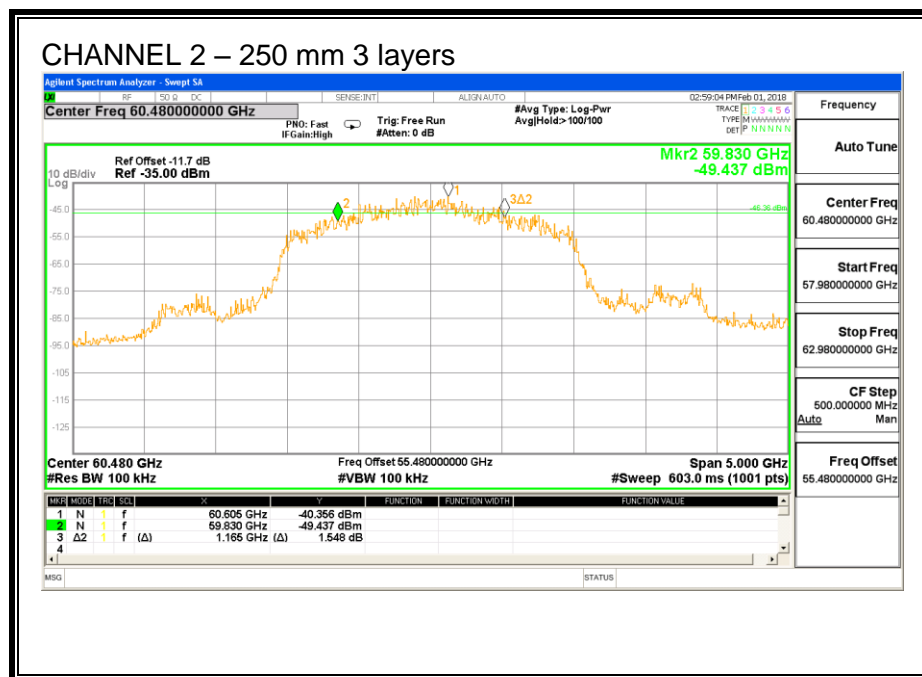 CHANNEL 2 – 250 mm 3 layers
Agilent Spectrum Analyzer - Swept SA
RF 50 Ω DC SENSE:INT ALIGN AUTO 02:59:04 PM Feb 01, 2018
Center Freq 60.480000000 GHz
PNO: Fast
IFGain:High
Trig: Free Run
#Atten: 0 dB
#Avg Type: Log-Pwr
Avg|Hold:>100/100
TRACE 1 2 3 4 5 6
TYPE M WWWWW
DET P N N N N N
Mkr2 59.830 GHz
-49.437 dBm
Ref Offset -11.7 dB
10 dB/div Ref -35.00 dBm
Log
2
1
3Δ2
-45.0
-55.0
-65.0
-75.0
-85.0
-95.0
-105
-115
-125
Center 60.480 GHz Freq Offset 55.480000000 GHz Span 5.000 GHz
#Res BW 100 kHz #VBW 100 kHz #Sweep 603.0 ms (1001 pts)
MKR MODE TRC SCL X Y FUNCTION FUNCTION WIDTH FUNCTION VALUE
1 N 1 f 60.605 GHz -40.356 dBm
2 N 1 f 59.830 GHz -49.437 dBm
3 Δ2 1 f (Δ) 1.165 GHz (Δ) 1.548 dB
4
MSG STATUS
Frequency
Auto Tune
Center Freq
60.480000000 GHz
Start Freq
57.980000000 GHz
Stop Freq
62.980000000 GHz
CF Step
500.000000 MHz
Auto Man
Freq Offset
55.480000000 GHz